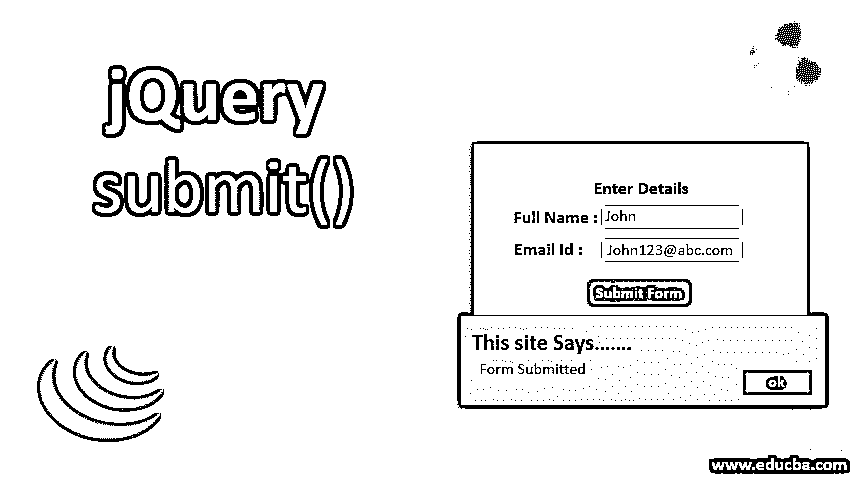 jQuery
submit()
Enter Details
Full Name : John
Email Id : John123@abc.com
Submit Form
This site Says.......
Form Submitted
ok
www.educba.com